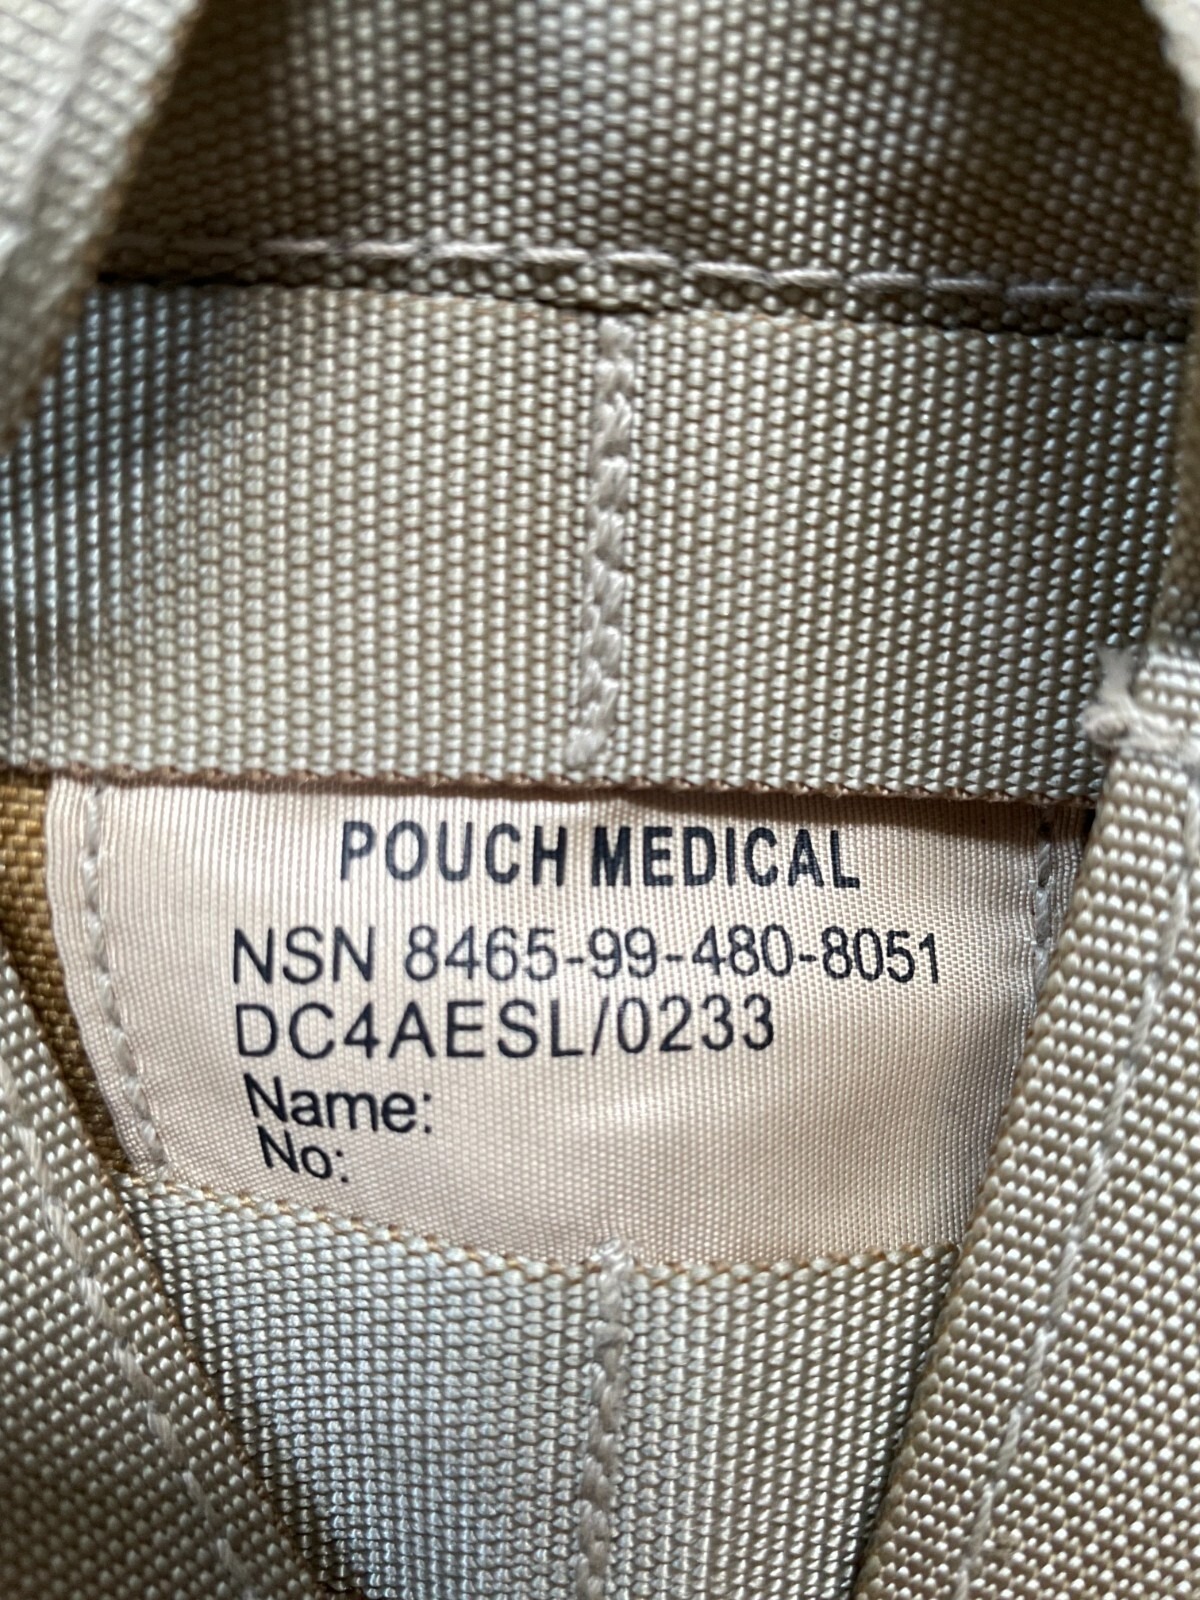 POUCH MEDICAL
NSN 8465-99-480-8051
DC4AESL/0233
Name:
No: